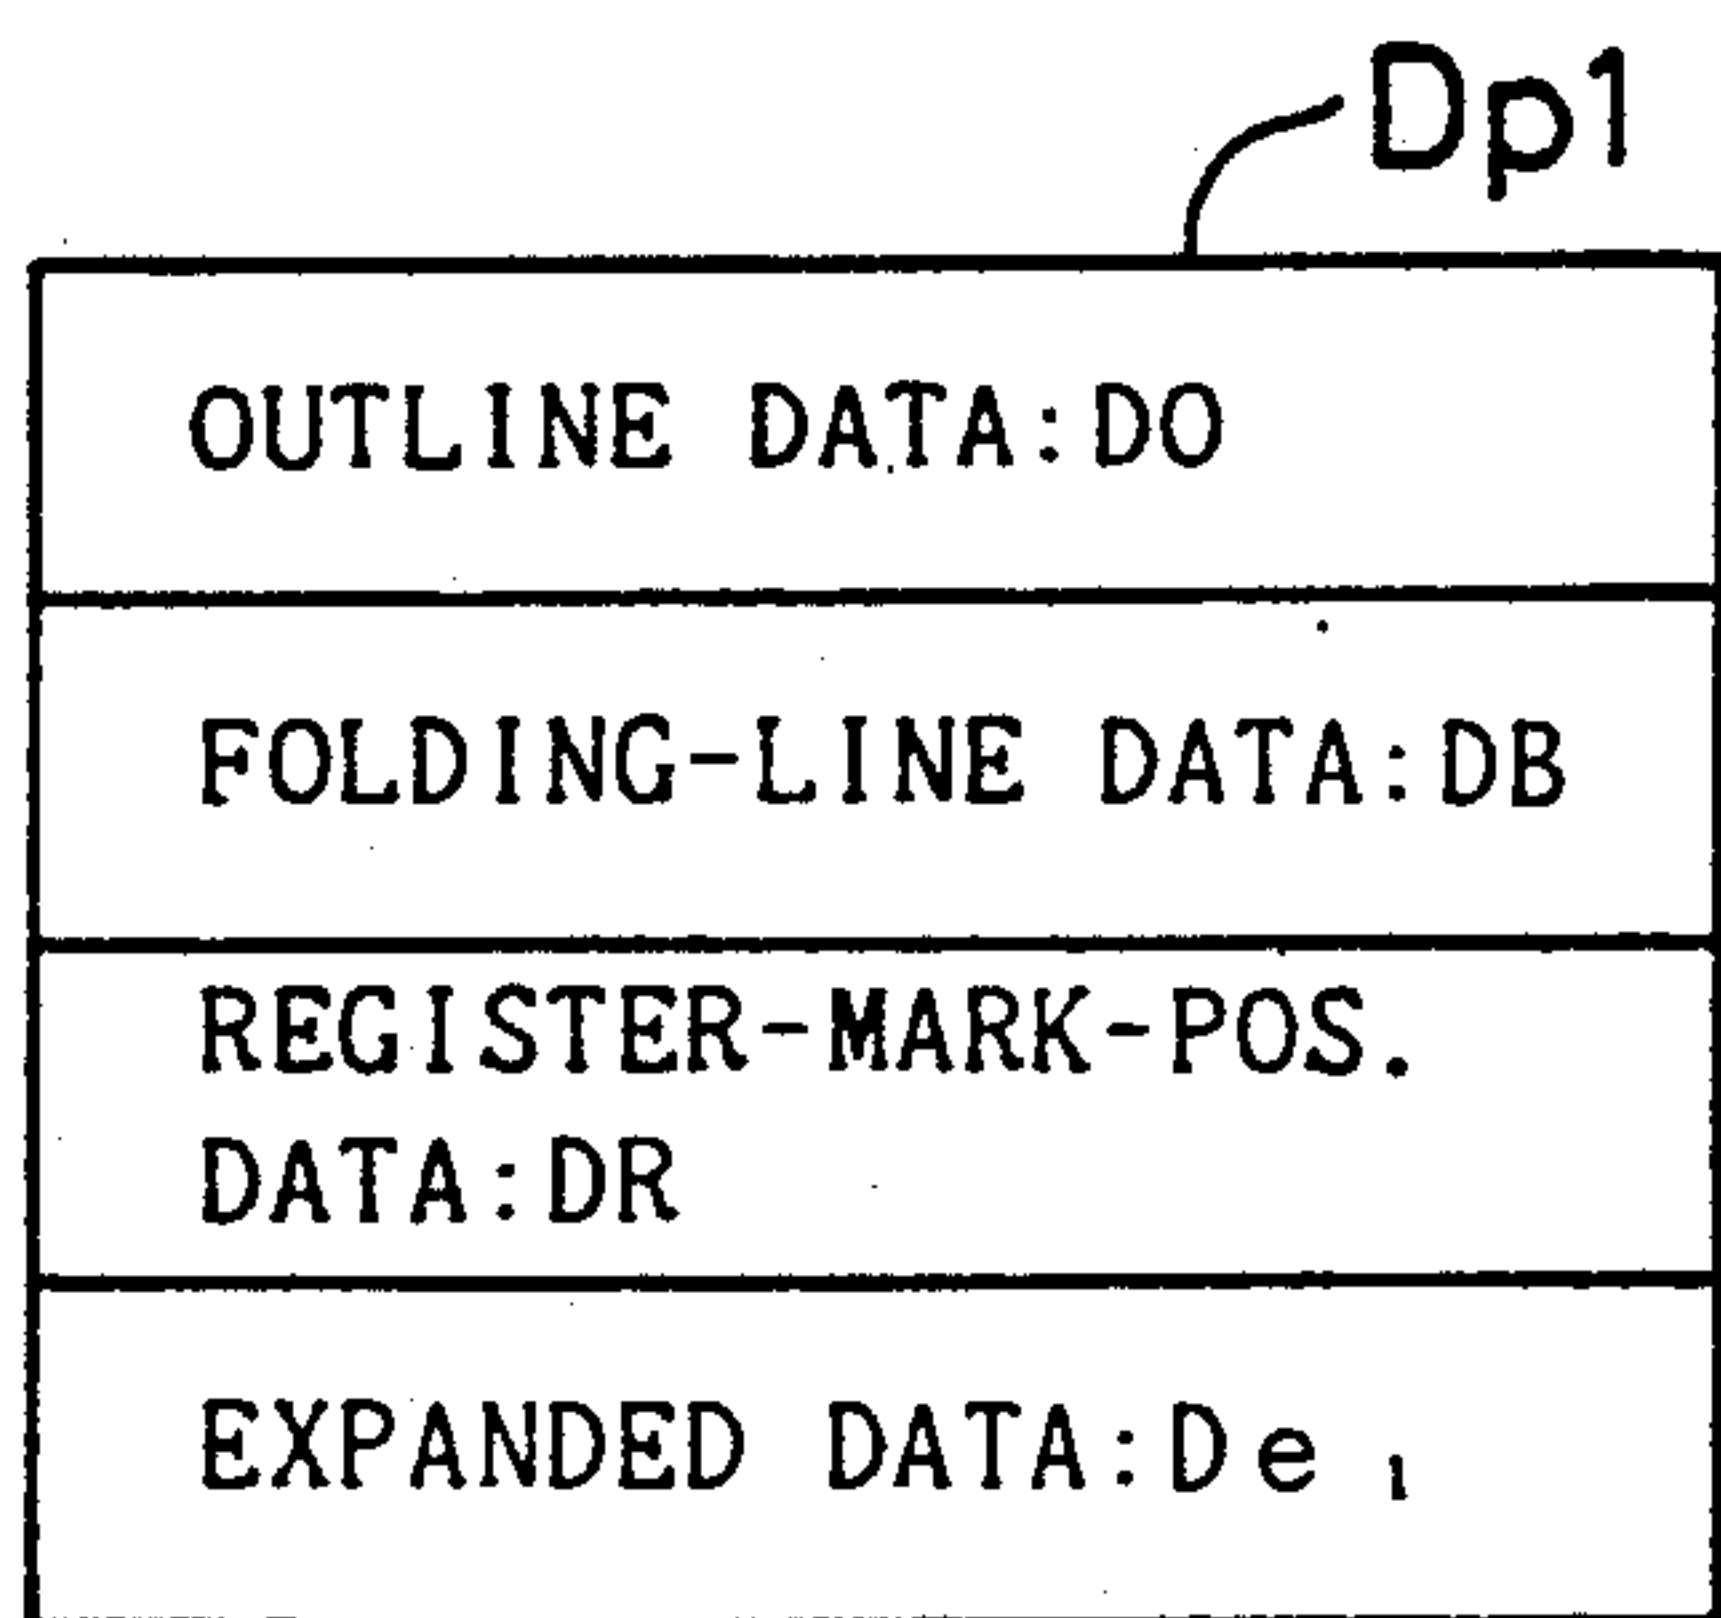 Dp1
OUTLINE DATA:DO
FOLDING-LINE DATA:DB
REGISTER-MARK-POS.
DATA:DR
EXPANDED DATA:De₁